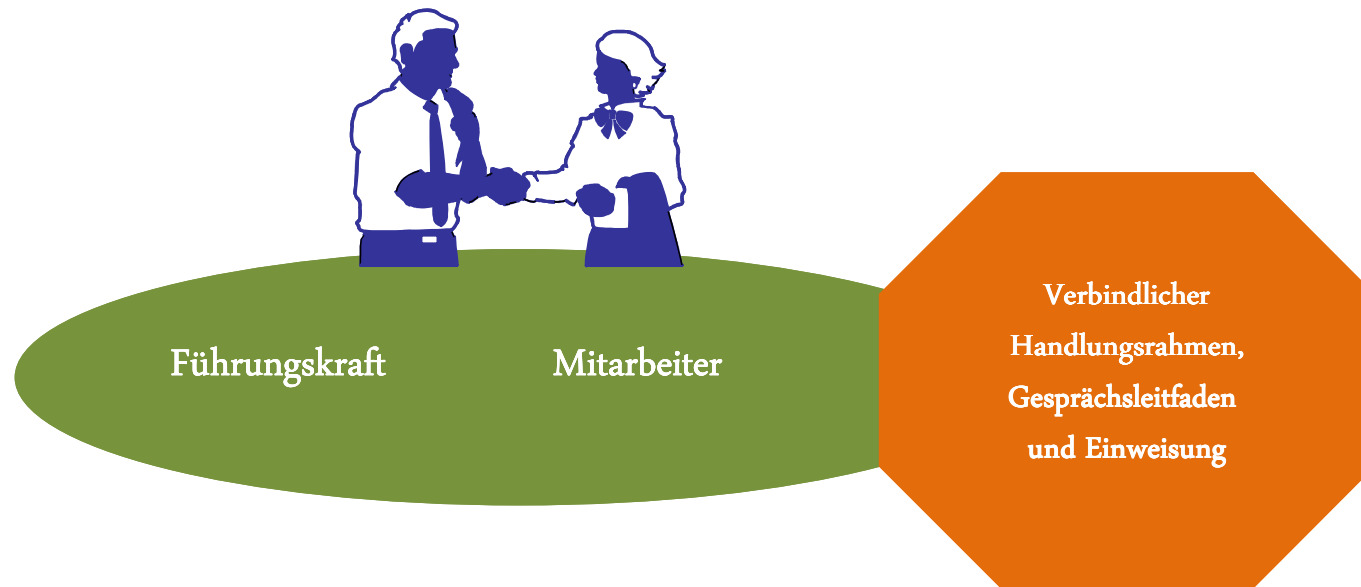 Führungskraft
Mitarbeiter
Verbindlicher
Handlungsrahmen,
Gesprächsleitfaden
und Einweisung